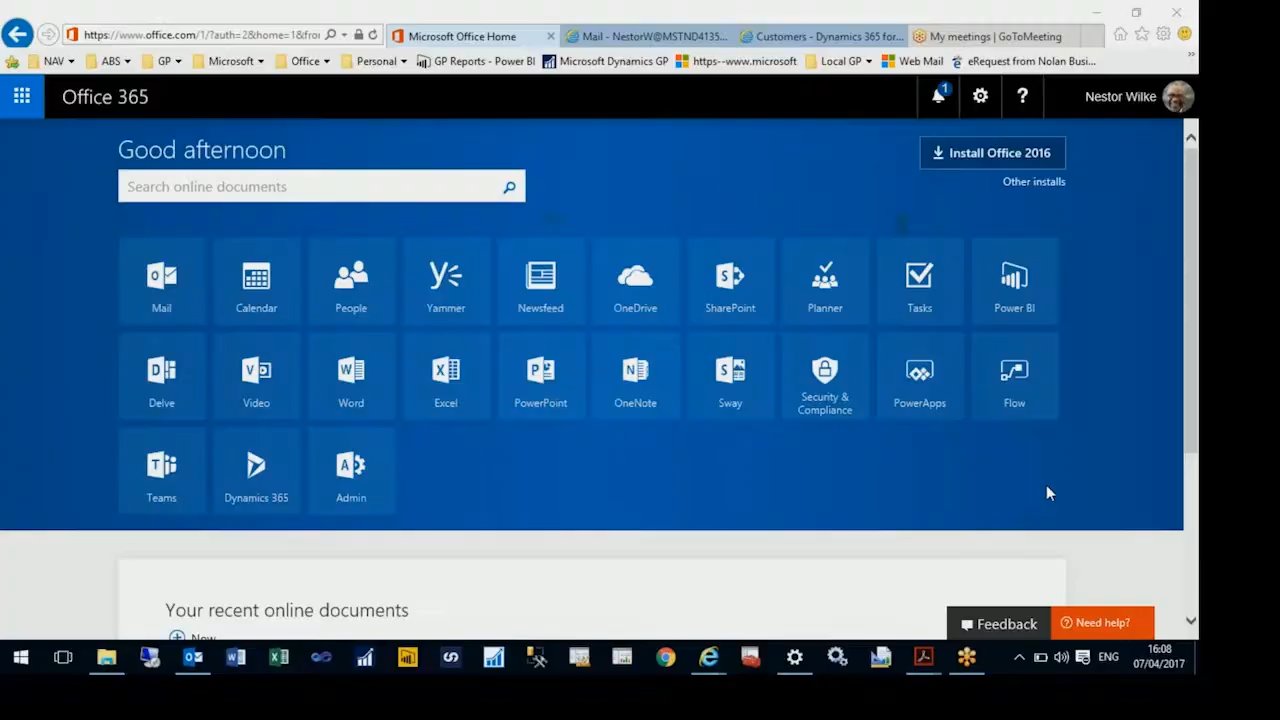 https://www.office.com/1/?auth=2&home=1&froi
Microsoft Office Home
Mail - NestorW@MSTND4135...
Customers - Dynamics 365 for...
My meetings | GoToMeeting
NAV
ABS
GP
Microsoft
Office
Personal
GP Reports - Power BI
Microsoft Dynamics GP
https--www.microsoft
Local GP
Web Mail
eRequest from Nolan Busi...
Office 365
1
Nestor Wilke
Good afternoon
Install Office 2016
Search online documents
Other installs
Mail
Calendar
People
Yammer
Newsfeed
OneDrive
SharePoint
Planner
Tasks
Power BI
Delve
Video
Word
Excel
PowerPoint
OneNote
Sway
Security &
Compliance
PowerApps
Flow
Teams
Dynamics 365
Admin
Your recent online documents
New
Feedback
Need help?
ENG
16:08
07/04/2017